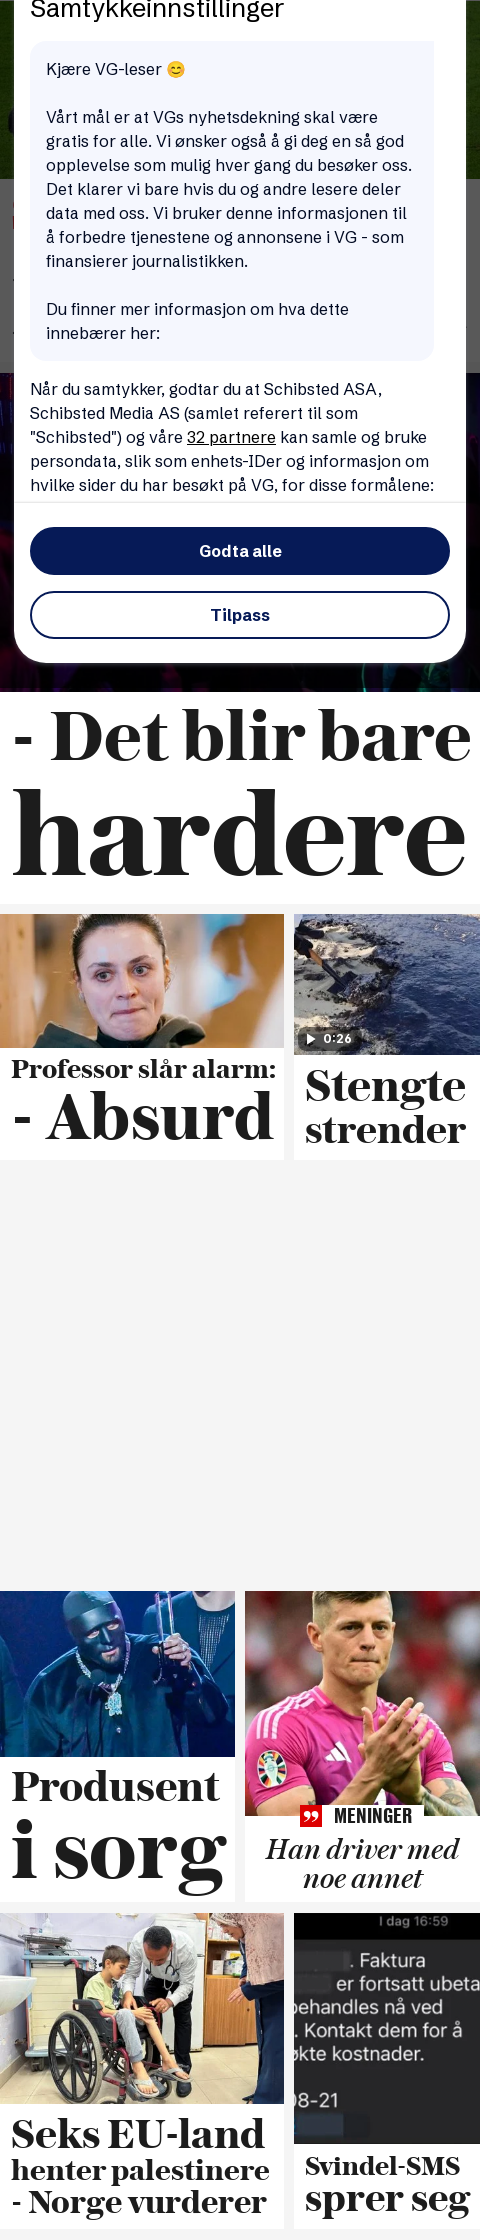 Samtykkeinnstillinger
Kjære VG-leser 😊
Vårt mål er at VGs nyhetsdekning skal være
gratis for alle. Vi ønsker også å gi deg en så god
opplevelse som mulig hver gang du besøker oss.
Det klarer vi bare hvis du og andre lesere deler
data med oss. Vi bruker denne informasjonen til
å forbedre tjenestene og annonsene i VG - som
finansierer journalistikken.
Du finner mer informasjon om hva dette
innebærer her:
Når du samtykker, godtar du at Schibsted ASA,
Schibsted Media AS (samlet referert til som
"Schibsted") og våre 32 partnere kan samle og bruke
persondata, slik som enhets-IDer og informasjon om
hvilke sider du har besøkt på VG, for disse formålene:
Godta alle
Tilpass
- Det blir bare
hardere
Professor slår alarm:
- Absurd
0:26
Stengte
strender
Produsent
i sorg
MENINGER
Han driver med
noe annet
Seks EU-land
henter palestinere
- Norge vurderer
I dag 16:59
. Faktura
er fortsatt ubeta
behandles nå ved
. Kontakt dem for å
økte kostnader.
08-21
Svindel-SMS
sprer seg